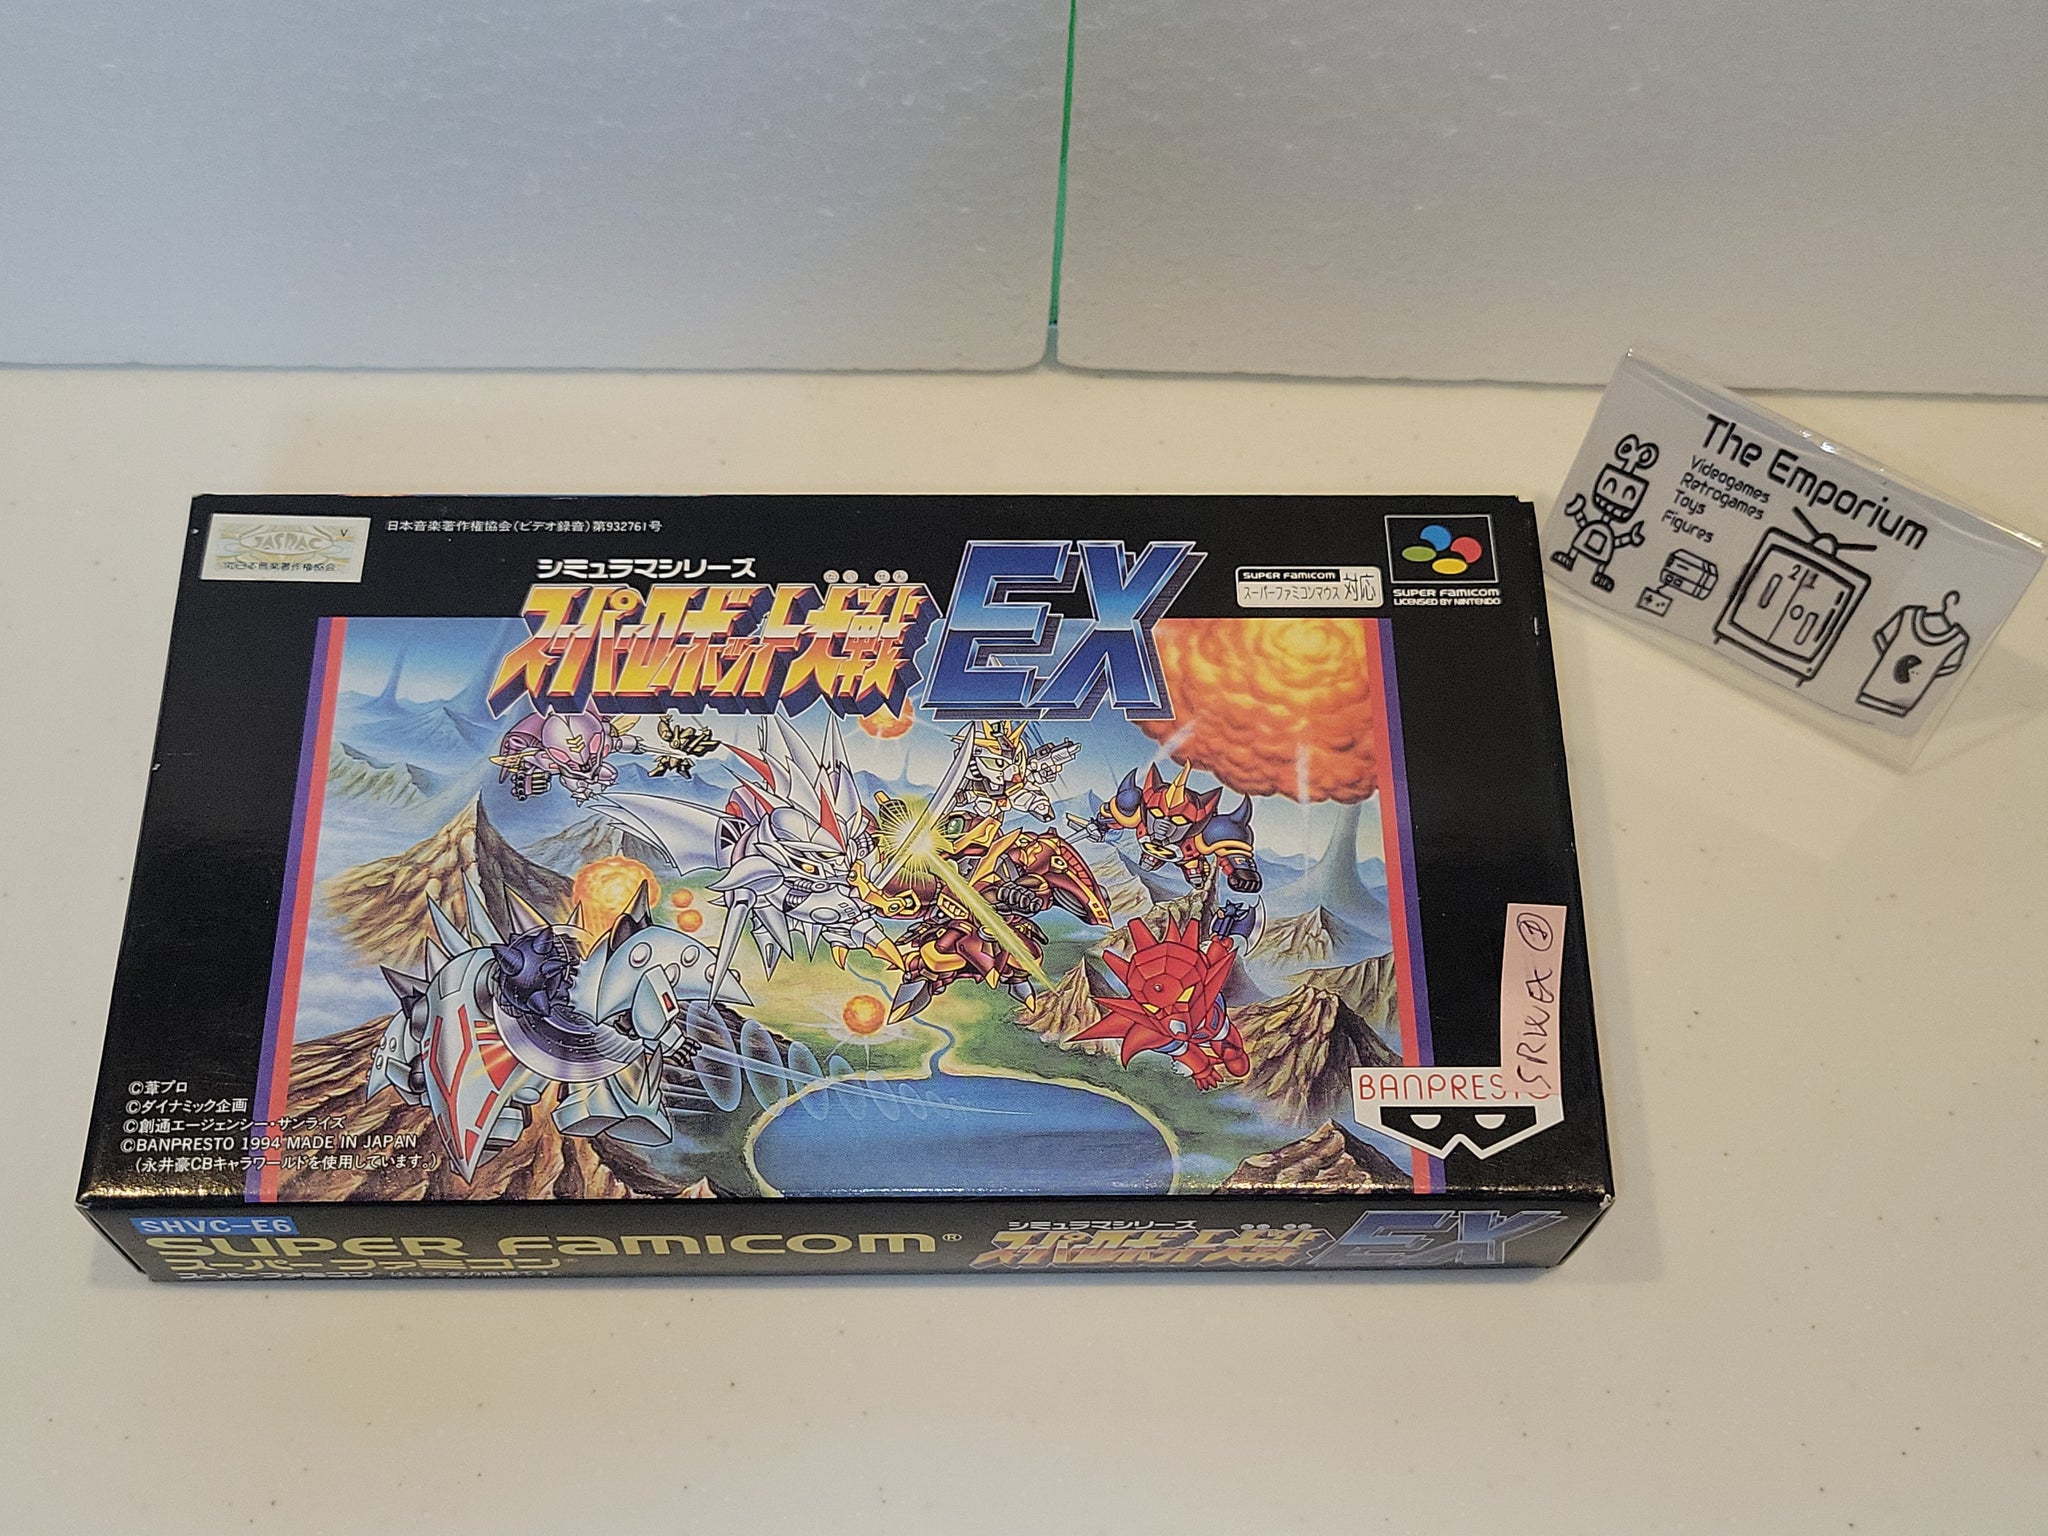 The Emporium
Videogames
Retrogames
Toys
Figures
JASRAC
V
日本音楽著作権協会(ビデオ録音)第932761号
シミュラマシリーズ
たい せん
スーパーロボット大戦 EX
SUPER FAMICOM
スーパーファミコンマウス 対応
SUPER FAMICOM
LICENSED BY NINTENDO
SRW EX ①
BANPRESTO
©葦プロ
©ダイナミック企画
©創通エージェンシー・サンライズ
©BANPRESTO 1994 MADE IN JAPAN
(永井豪CBキャラワールドを使用しています。)
SHVC-E6
SUPER FAMICOM®
スーパーファミコン®
シミュラマシリーズ
スーパーロボット大戦 EX